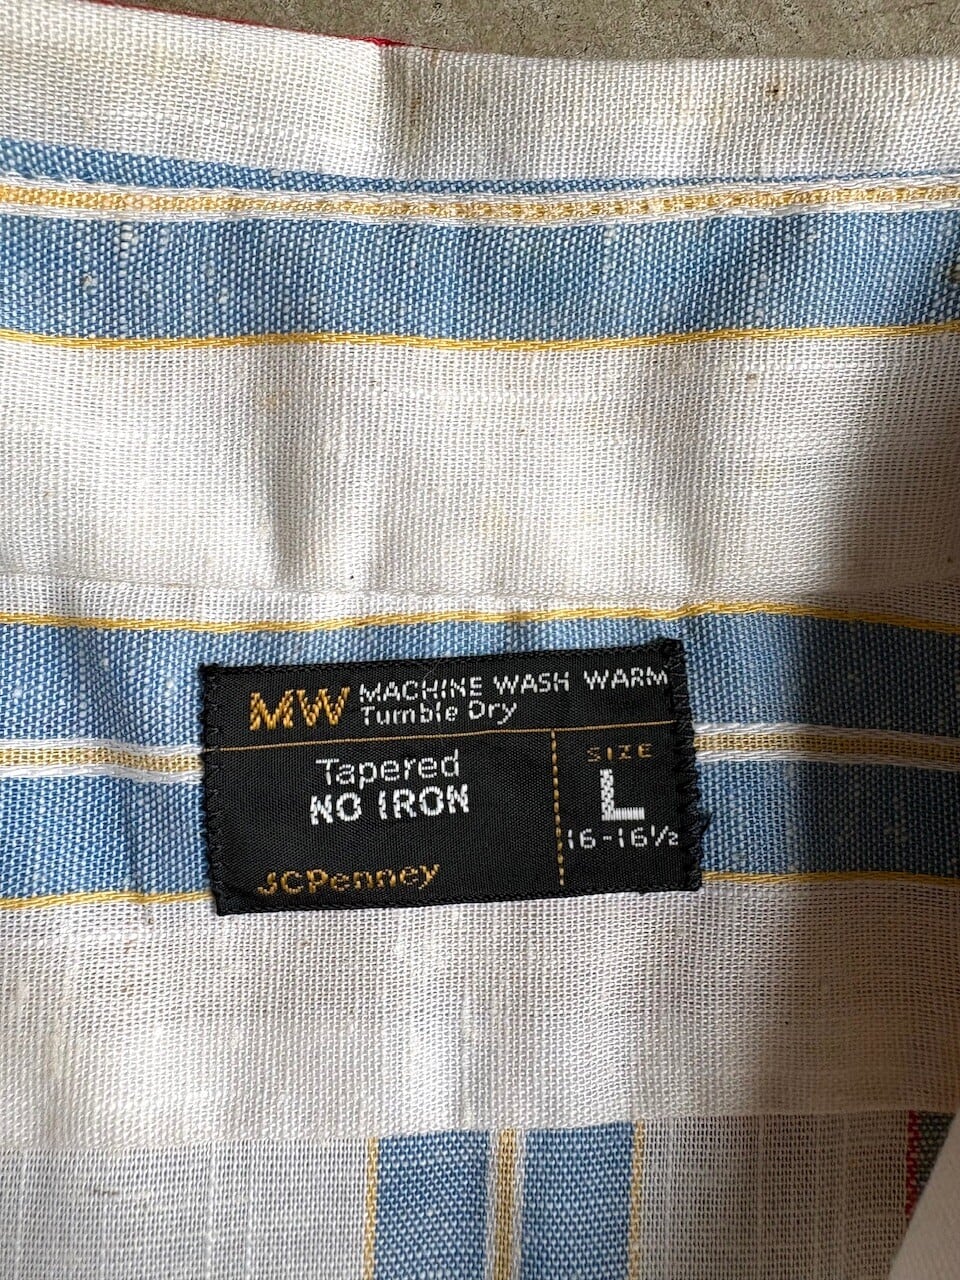 MW MACHINE WASH WARM
Tumble Dry
Tapered
NO IRON
JCPenney
SIZE
L
16-16½